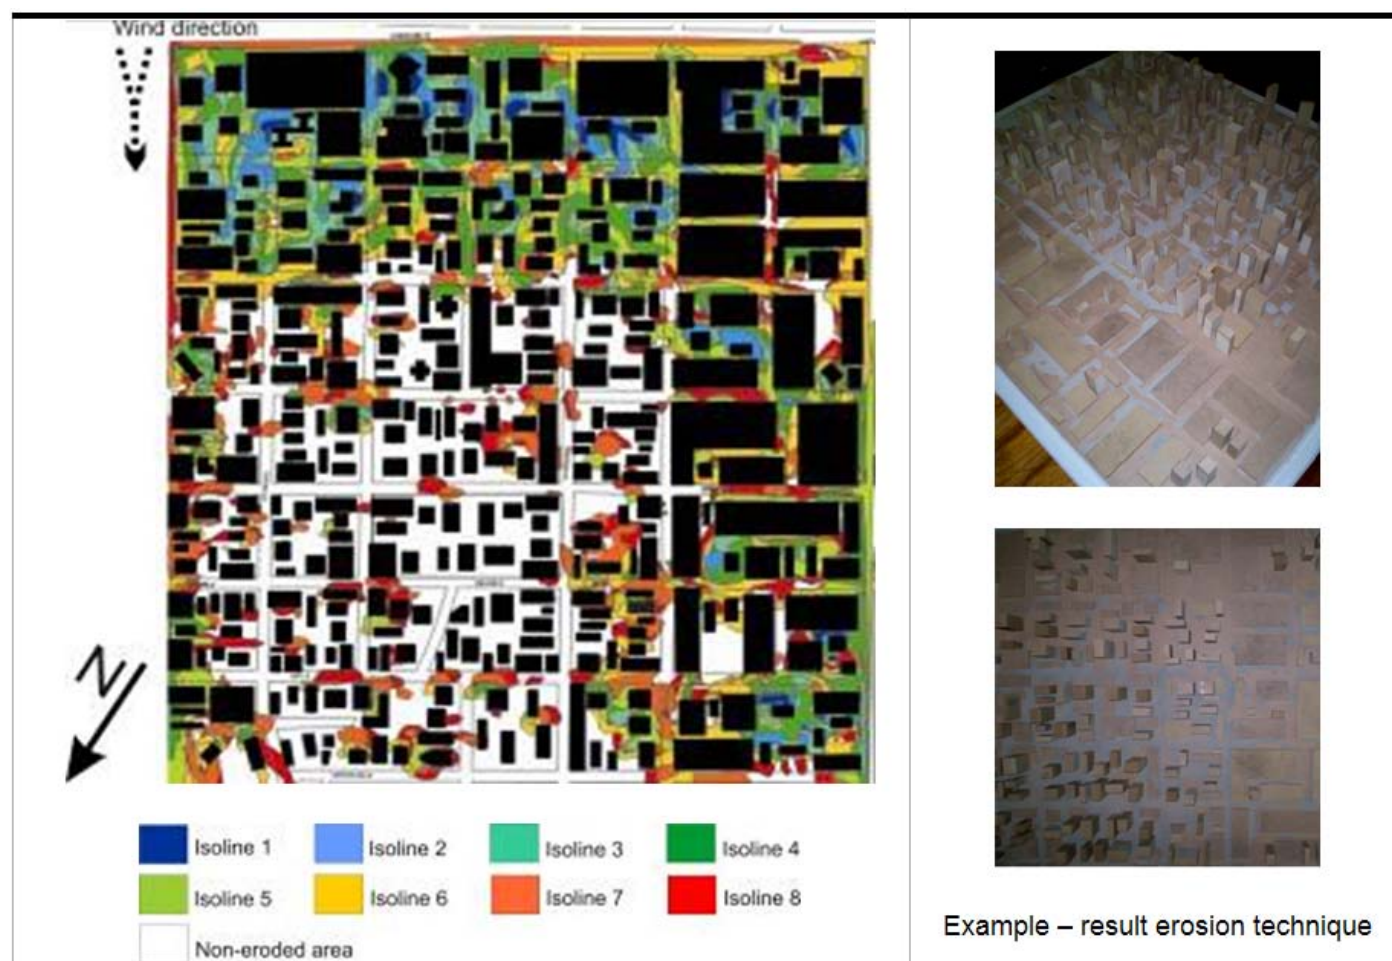 Wind direction
N
Isoline 1
Isoline 2
Isoline 3
Isoline 4
Isoline 5
Isoline 6
Isoline 7
Isoline 8
Non-eroded area
Example – result erosion technique